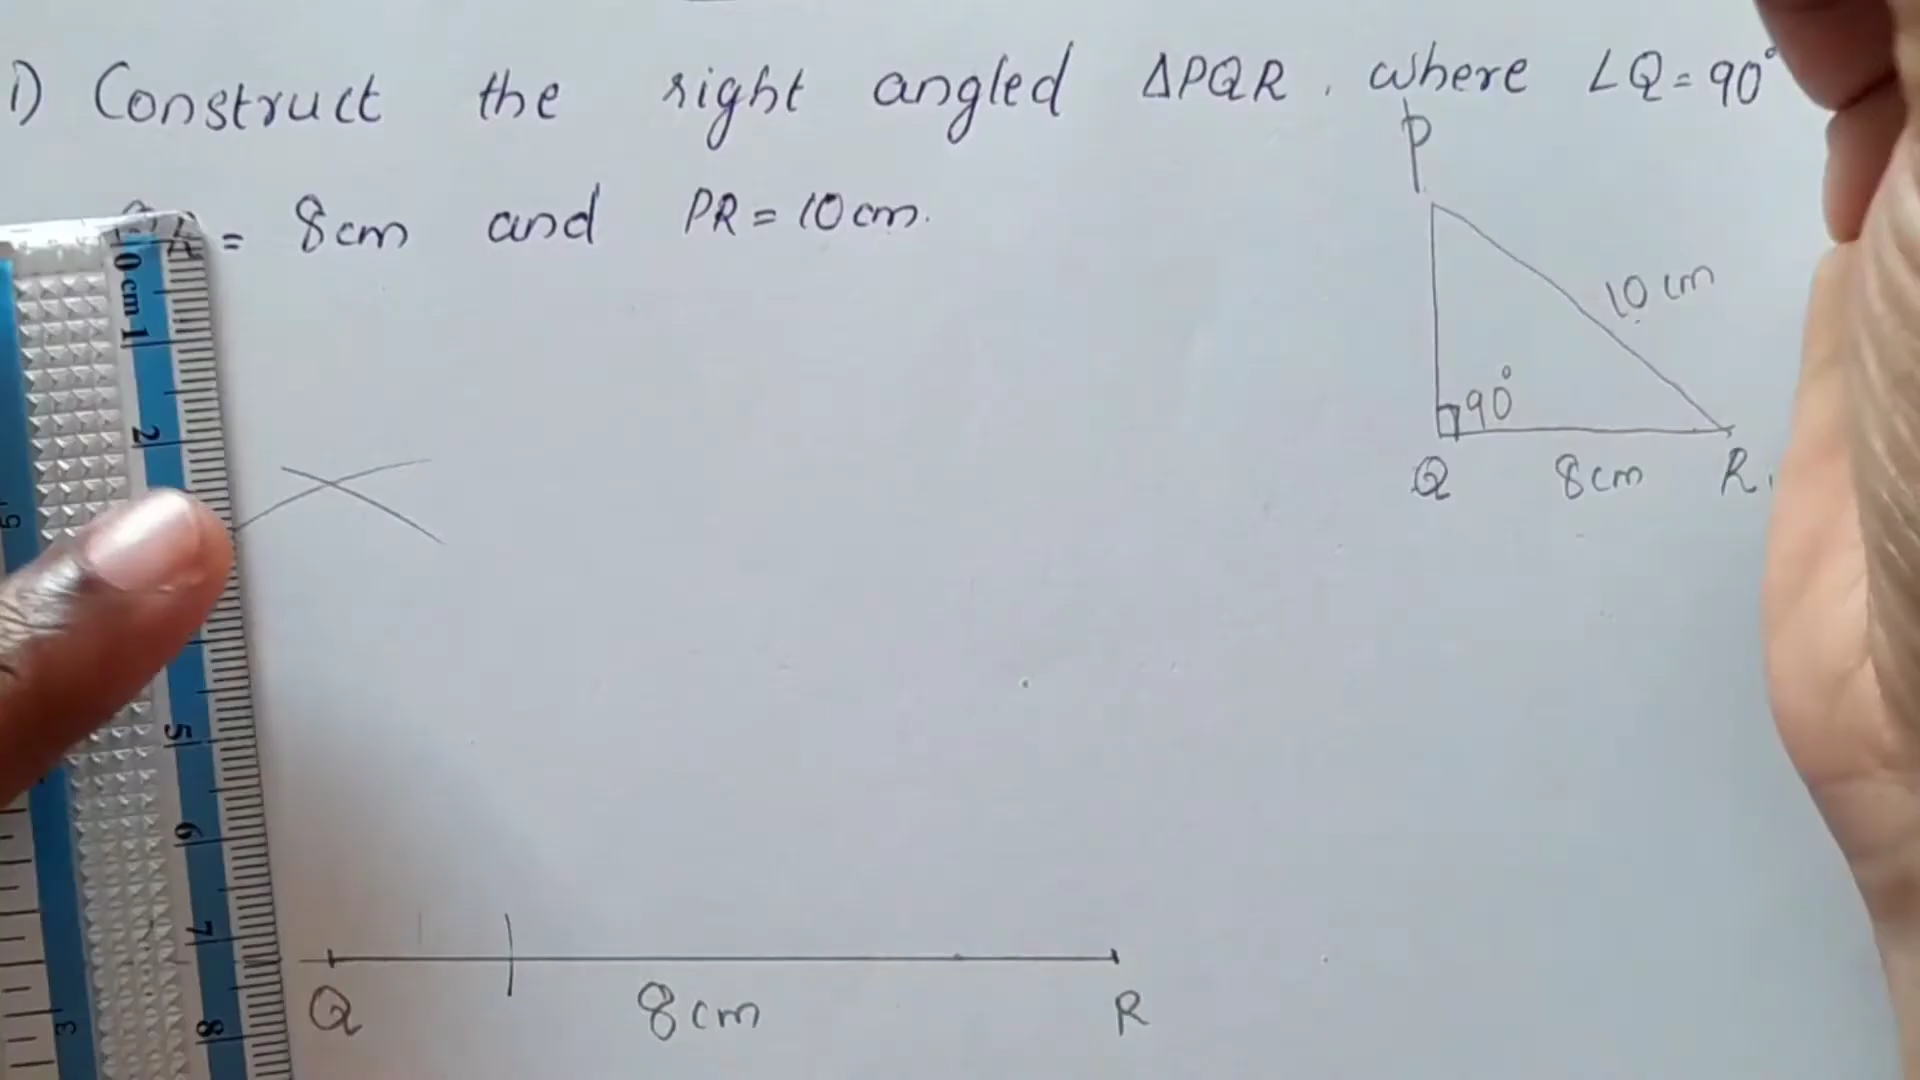 1) Construct the right angled ΔPQR. where ∠Q = 90°
= 8cm and PR = 10cm.
P
10 cm
90°
Q 8cm R
0 cm 1
2
5
6
7
8
3
Q 8cm R